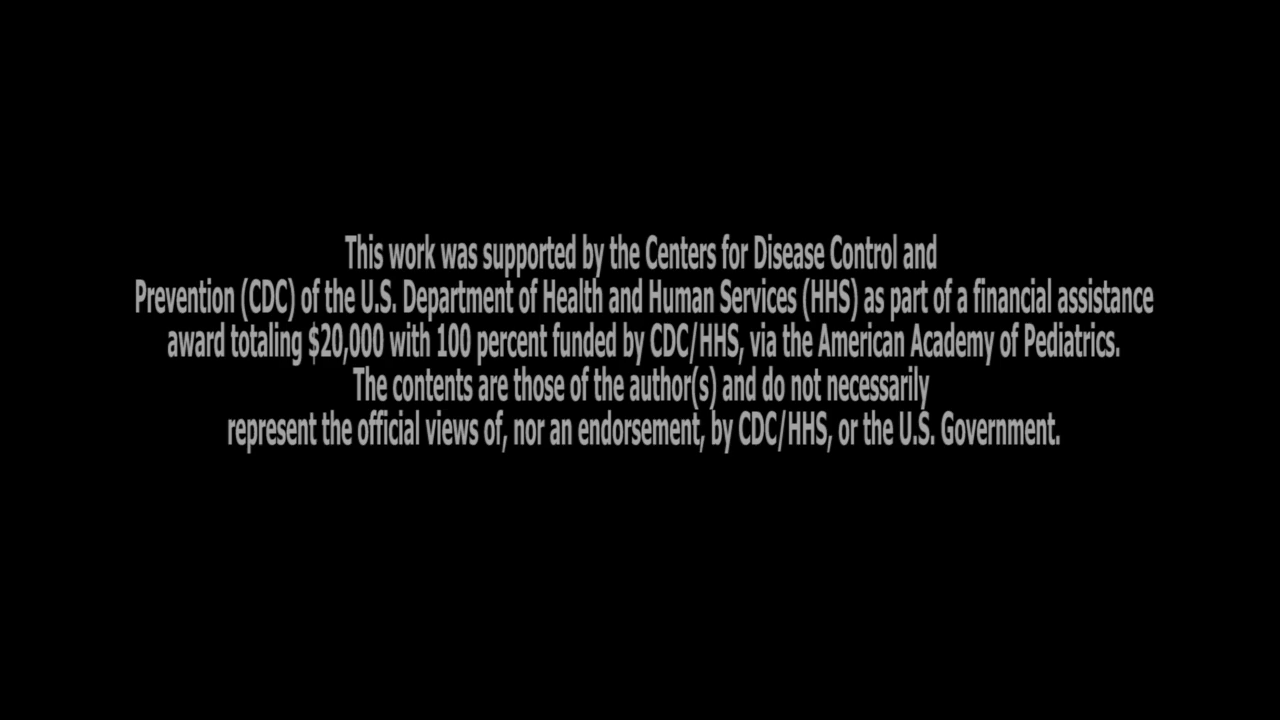 This work was supported by the Centers for Disease Control and
Prevention (CDC) of the U.S. Department of Health and Human Services (HHS) as part of a financial assistance
award totaling $20,000 with 100 percent funded by CDC/HHS, via the American Academy of Pediatrics.
The contents are those of the author(s) and do not necessarily
represent the official views of, nor an endorsement, by CDC/HHS, or the U.S. Government.